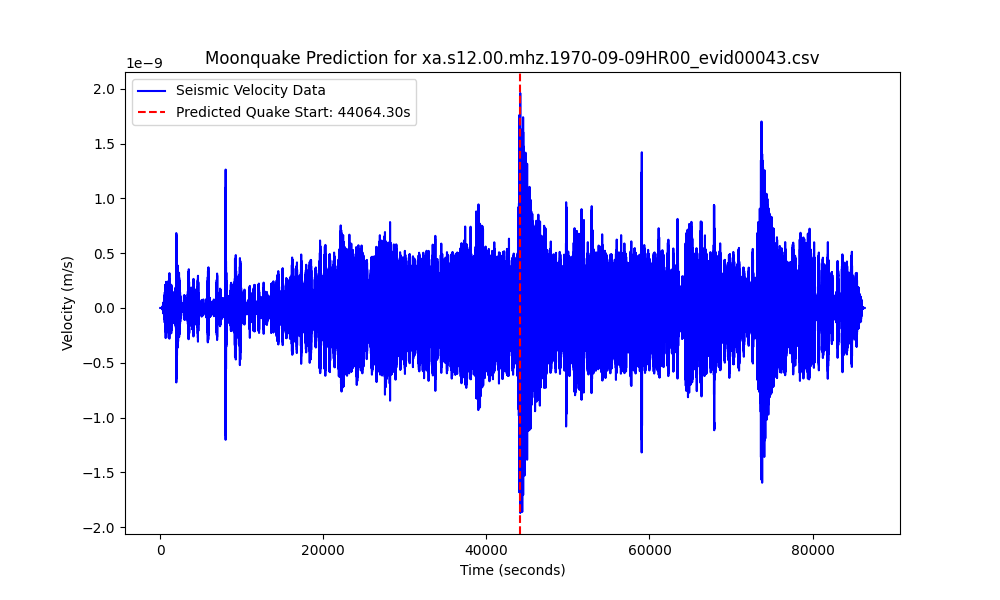 Moonquake Prediction for xa.s12.00.mhz.1970-09-09HR00_evid00043.csv
1e−9
Seismic Velocity Data
Predicted Quake Start: 44064.30s
2.0
1.5
1.0
0.5
0.0
−0.5
−1.0
−1.5
−2.0
Velocity (m/s)
0 20000 40000 60000 80000
Time (seconds)